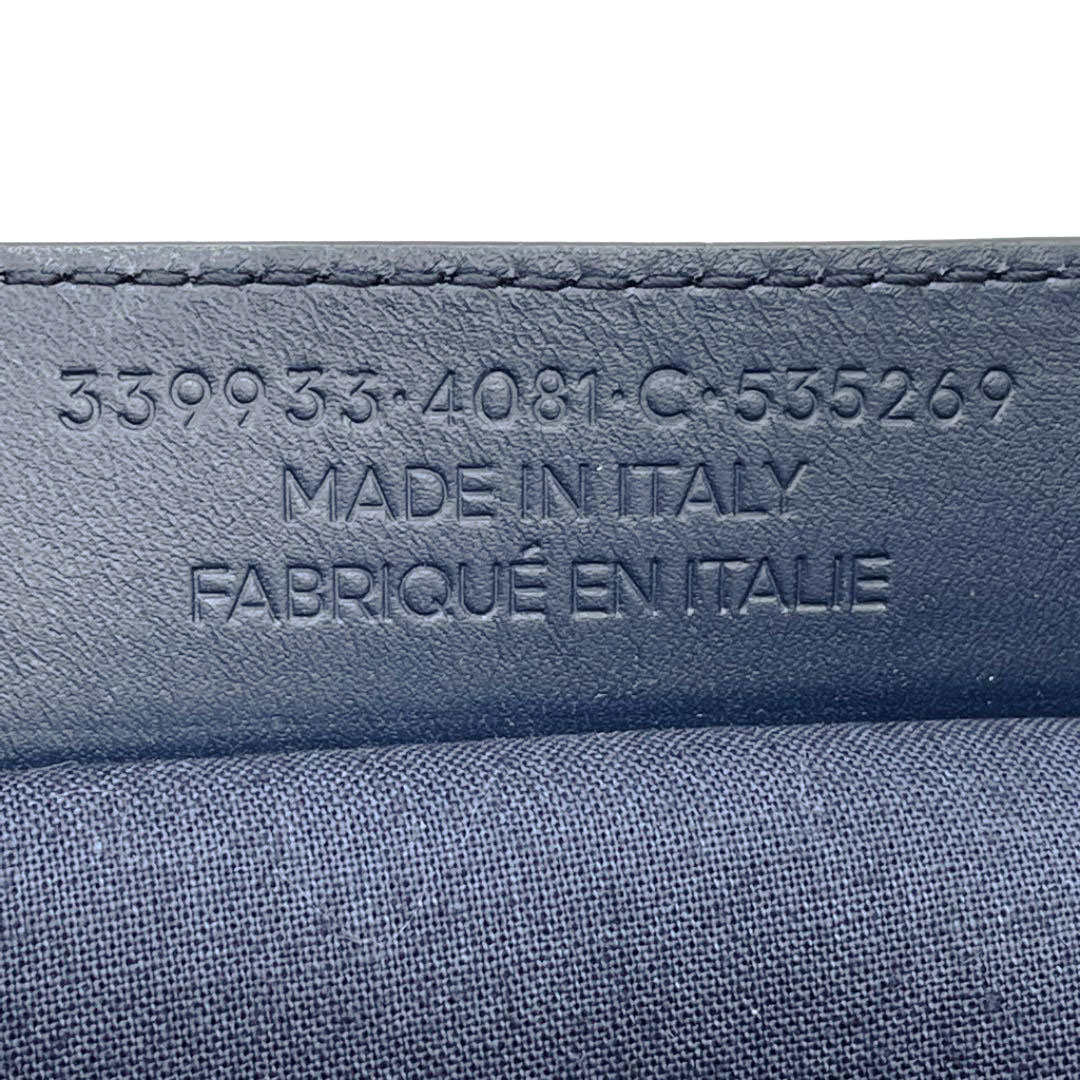 339933·4081·C·535269
MADE IN ITALY
FABRIQUÉ EN ITALIE